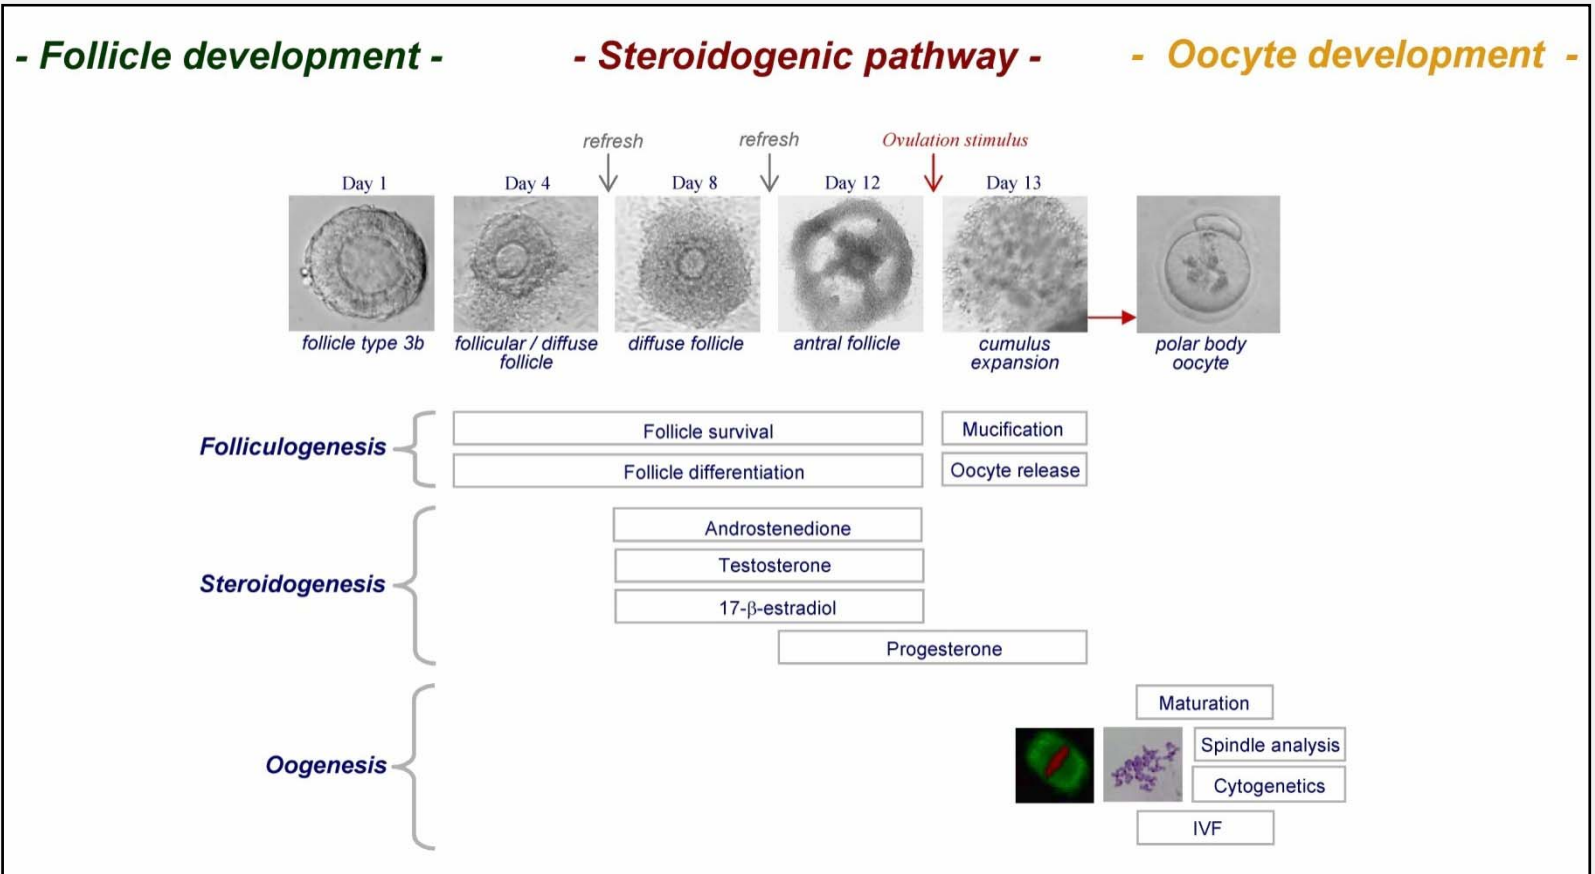 - Follicle development -
- Steroidogenic pathway -
- Oocyte development -
refresh
refresh
Ovulation stimulus
Day 1
Day 4
Day 8
Day 12
Day 13
follicle type 3b
follicular / diffuse
follicle
diffuse follicle
antral follicle
cumulus
expansion
polar body
oocyte
Folliculogenesis
Follicle survival
Mucification
Follicle differentiation
Oocyte release
Steroidogenesis
Androstenedione
Testosterone
17-β-estradiol
Progesterone
Oogenesis
Maturation
Spindle analysis
Cytogenetics
IVF